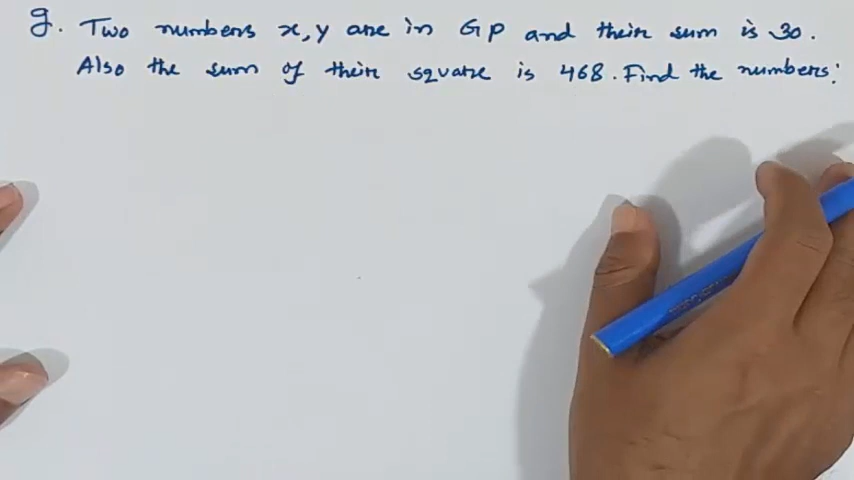 g. Two numbers x, y are in GP and their sum is 30.
Also the sum of their square is 468. Find the numbers: